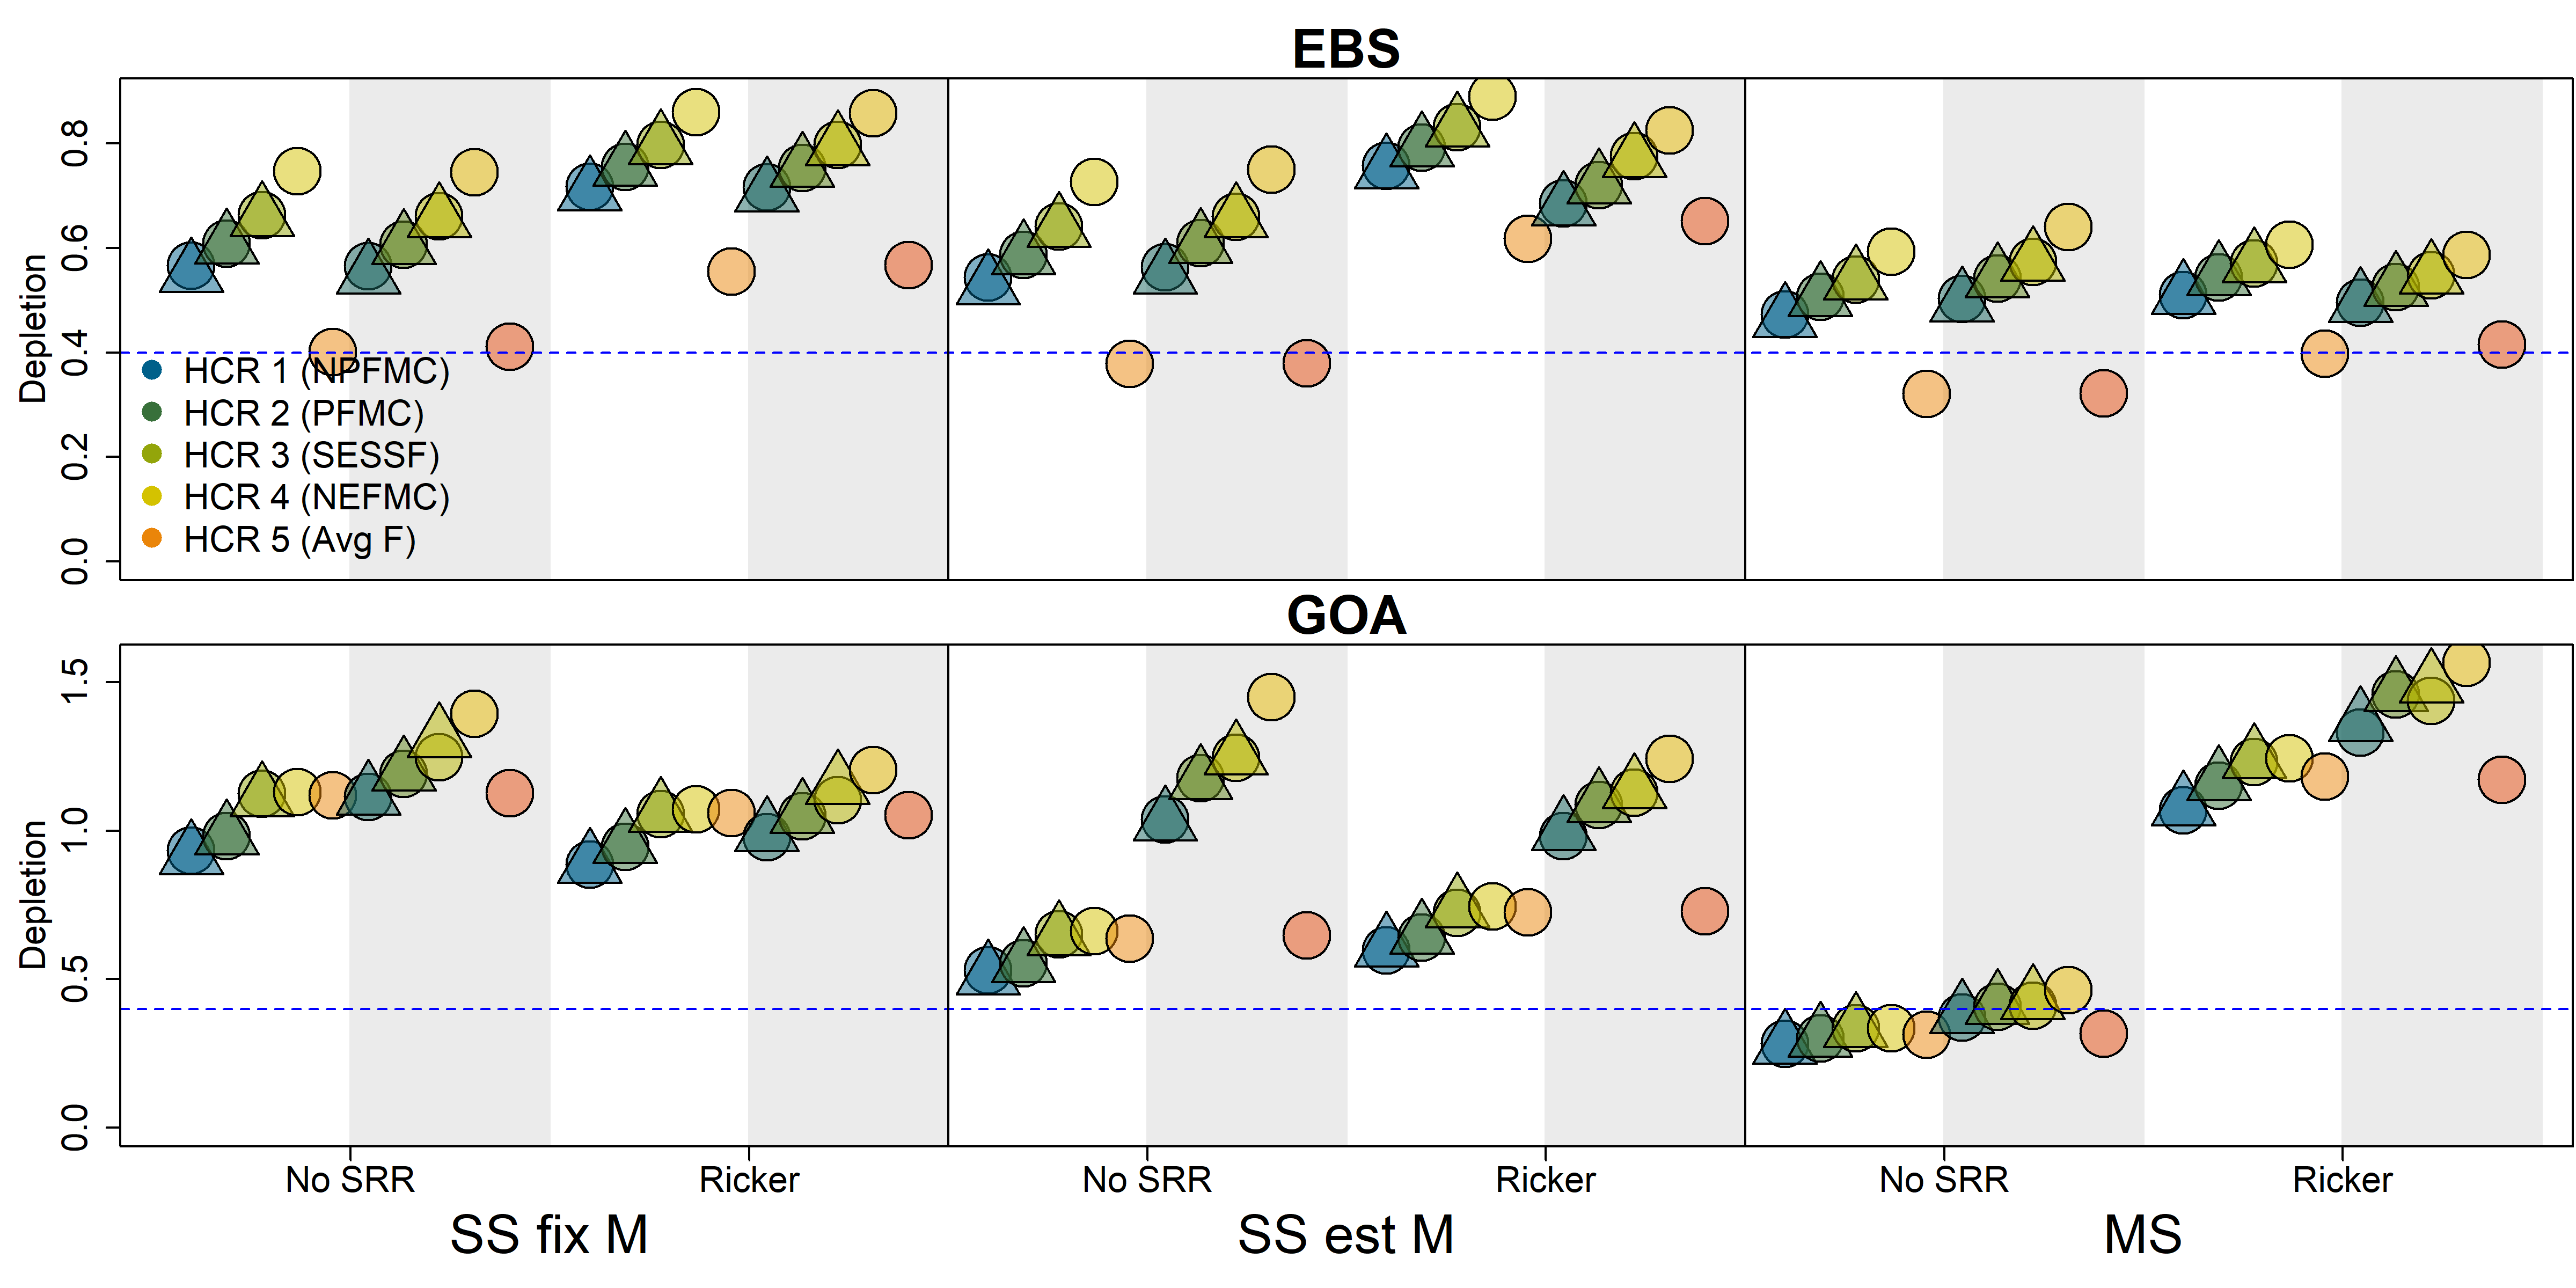 EBS
Depletion
0.8
0.6
0.4
0.2
0.0
HCR 1 (NPFMC)
HCR 2 (PFMC)
HCR 3 (SESSF)
HCR 4 (NEFMC)
HCR 5 (Avg F)
GOA
Depletion
1.5
1.0
0.5
0.0
No SRR Ricker No SRR Ricker No SRR Ricker
SS fix M SS est M MS